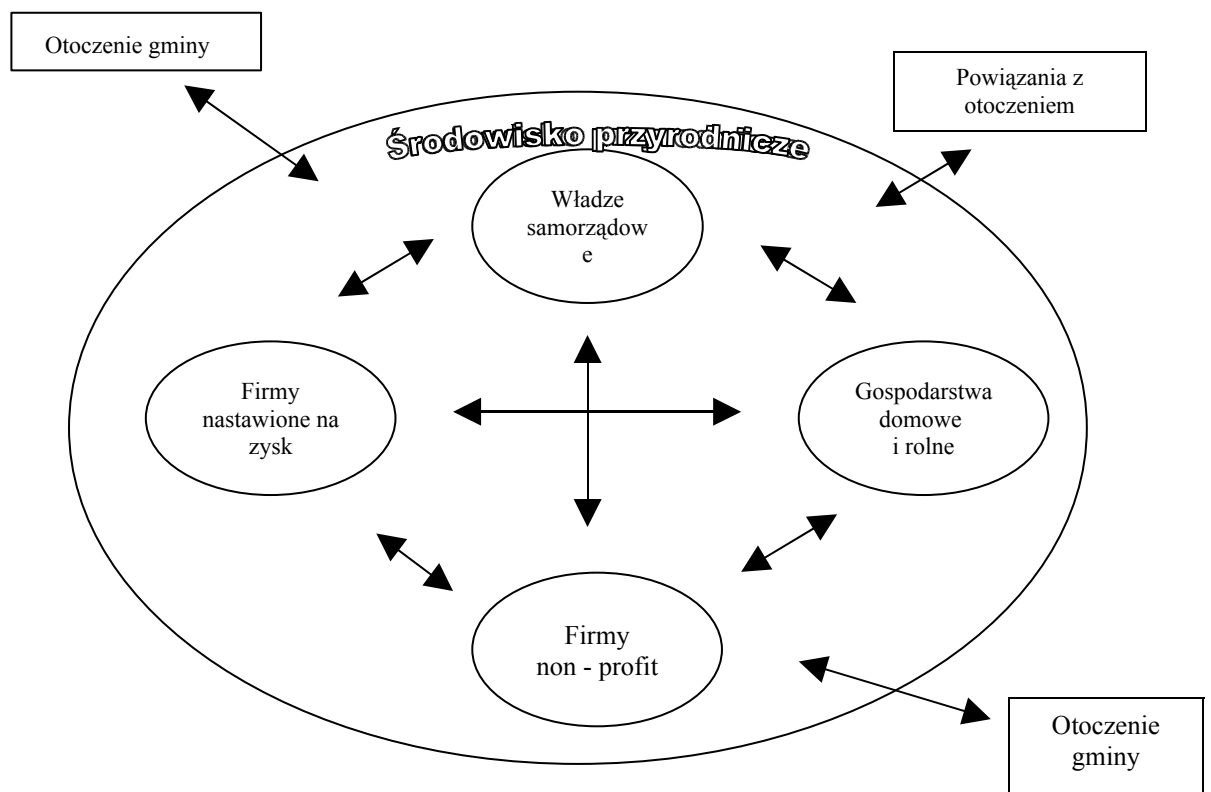 Otoczenie gminy
Powiązania z
otoczeniem
Środowisko przyrodnicze
Władze
samorządow
e
Firmy
nastawione na
zysk
Gospodarstwa
domowe
i rolne
Firmy
non - profit
Otoczenie
gminy